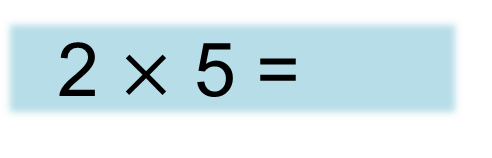 2 × 5 =